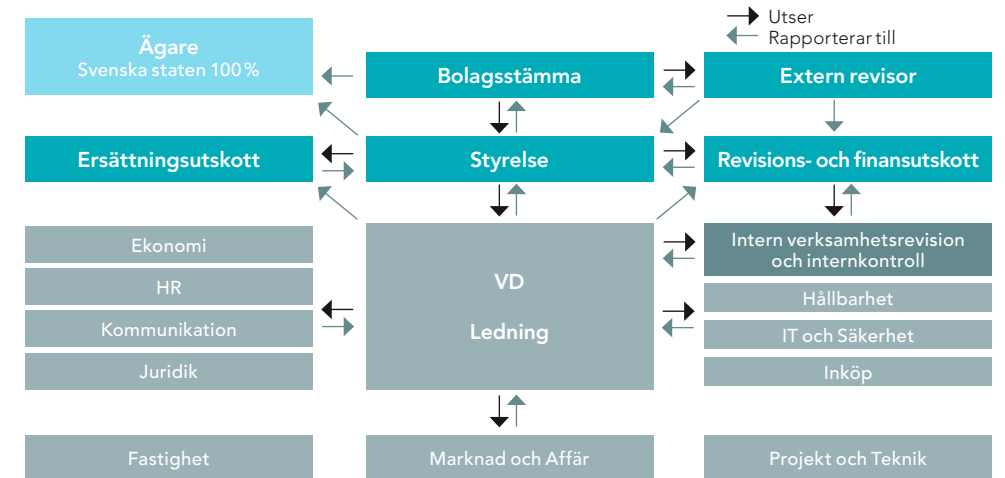 Utser
Rapporterar till
Ägare
Svenska staten 100%
Bolagsstämma
Extern revisor
Ersättningsutskott
Styrelse
Revisions- och finansutskott
Ekonomi
HR
Kommunikation
Juridik
VD
Ledning
Intern verksamhetsrevision
och internkontroll
Hållbarhet
IT och Säkerhet
Inköp
Fastighet
Marknad och Affär
Projekt och Teknik